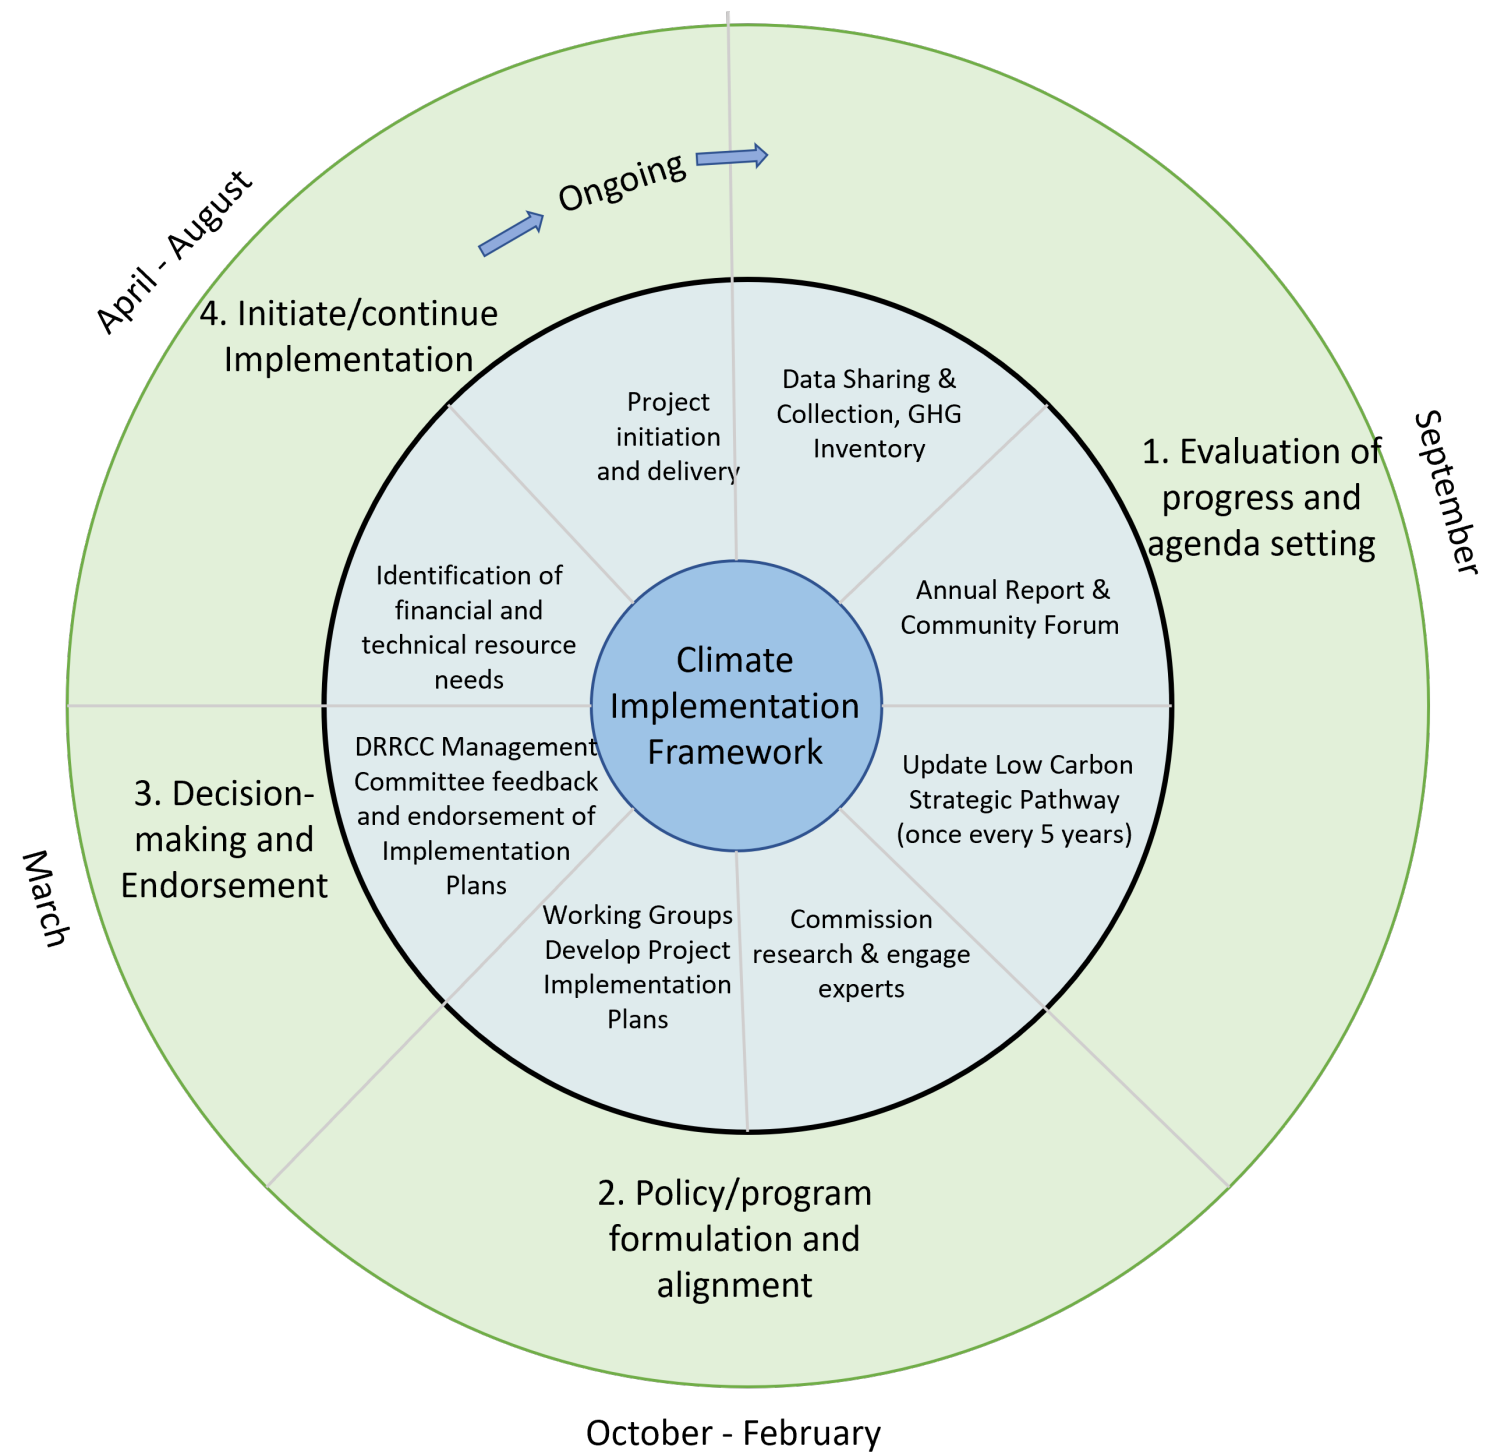 Climate
Implementation
Framework
September
1. Evaluation of
progress and
agenda setting
Data Sharing &
Collection, GHG
Inventory
Annual Report &
Community Forum
Update Low Carbon
Strategic Pathway
(once every 5 years)
October - February
2. Policy/program
formulation and
alignment
Commission
research & engage
experts
Working Groups
Develop Project
Implementation
Plans
March
3. Decision-
making and
Endorsement
DRRCC Management
Committee feedback
and endorsement of
Implementation
Plans
April - August
4. Initiate/continue
Implementation
Identification of
financial and
technical resource
needs
Project
initiation
and delivery
Ongoing